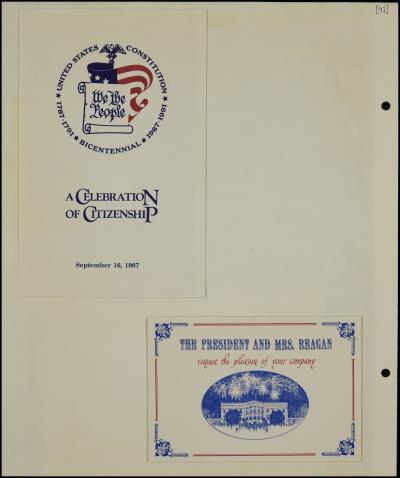 [92]
UNITED STATES CONSTITUTION
★ 1787-1791 ★ BICENTENNIAL ★ 1987-1991 ★
We the
People
A CELEBRATION
OF CITIZENSHIP
September 16, 1987
THE PRESIDENT AND MRS. REAGAN
request the pleasure of your company